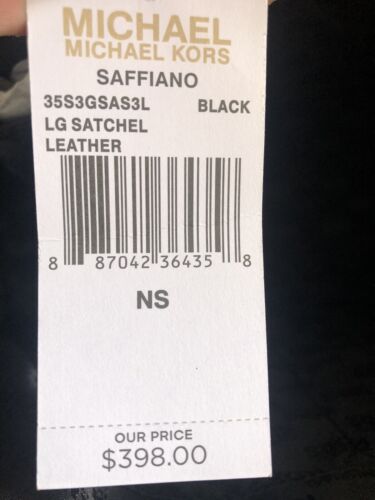 MICHAEL
MICHAEL KORS
SAFFIANO
35S3GSAS3L BLACK
LG SATCHEL
LEATHER
8 87042 36435 8
NS
OUR PRICE
$398.00